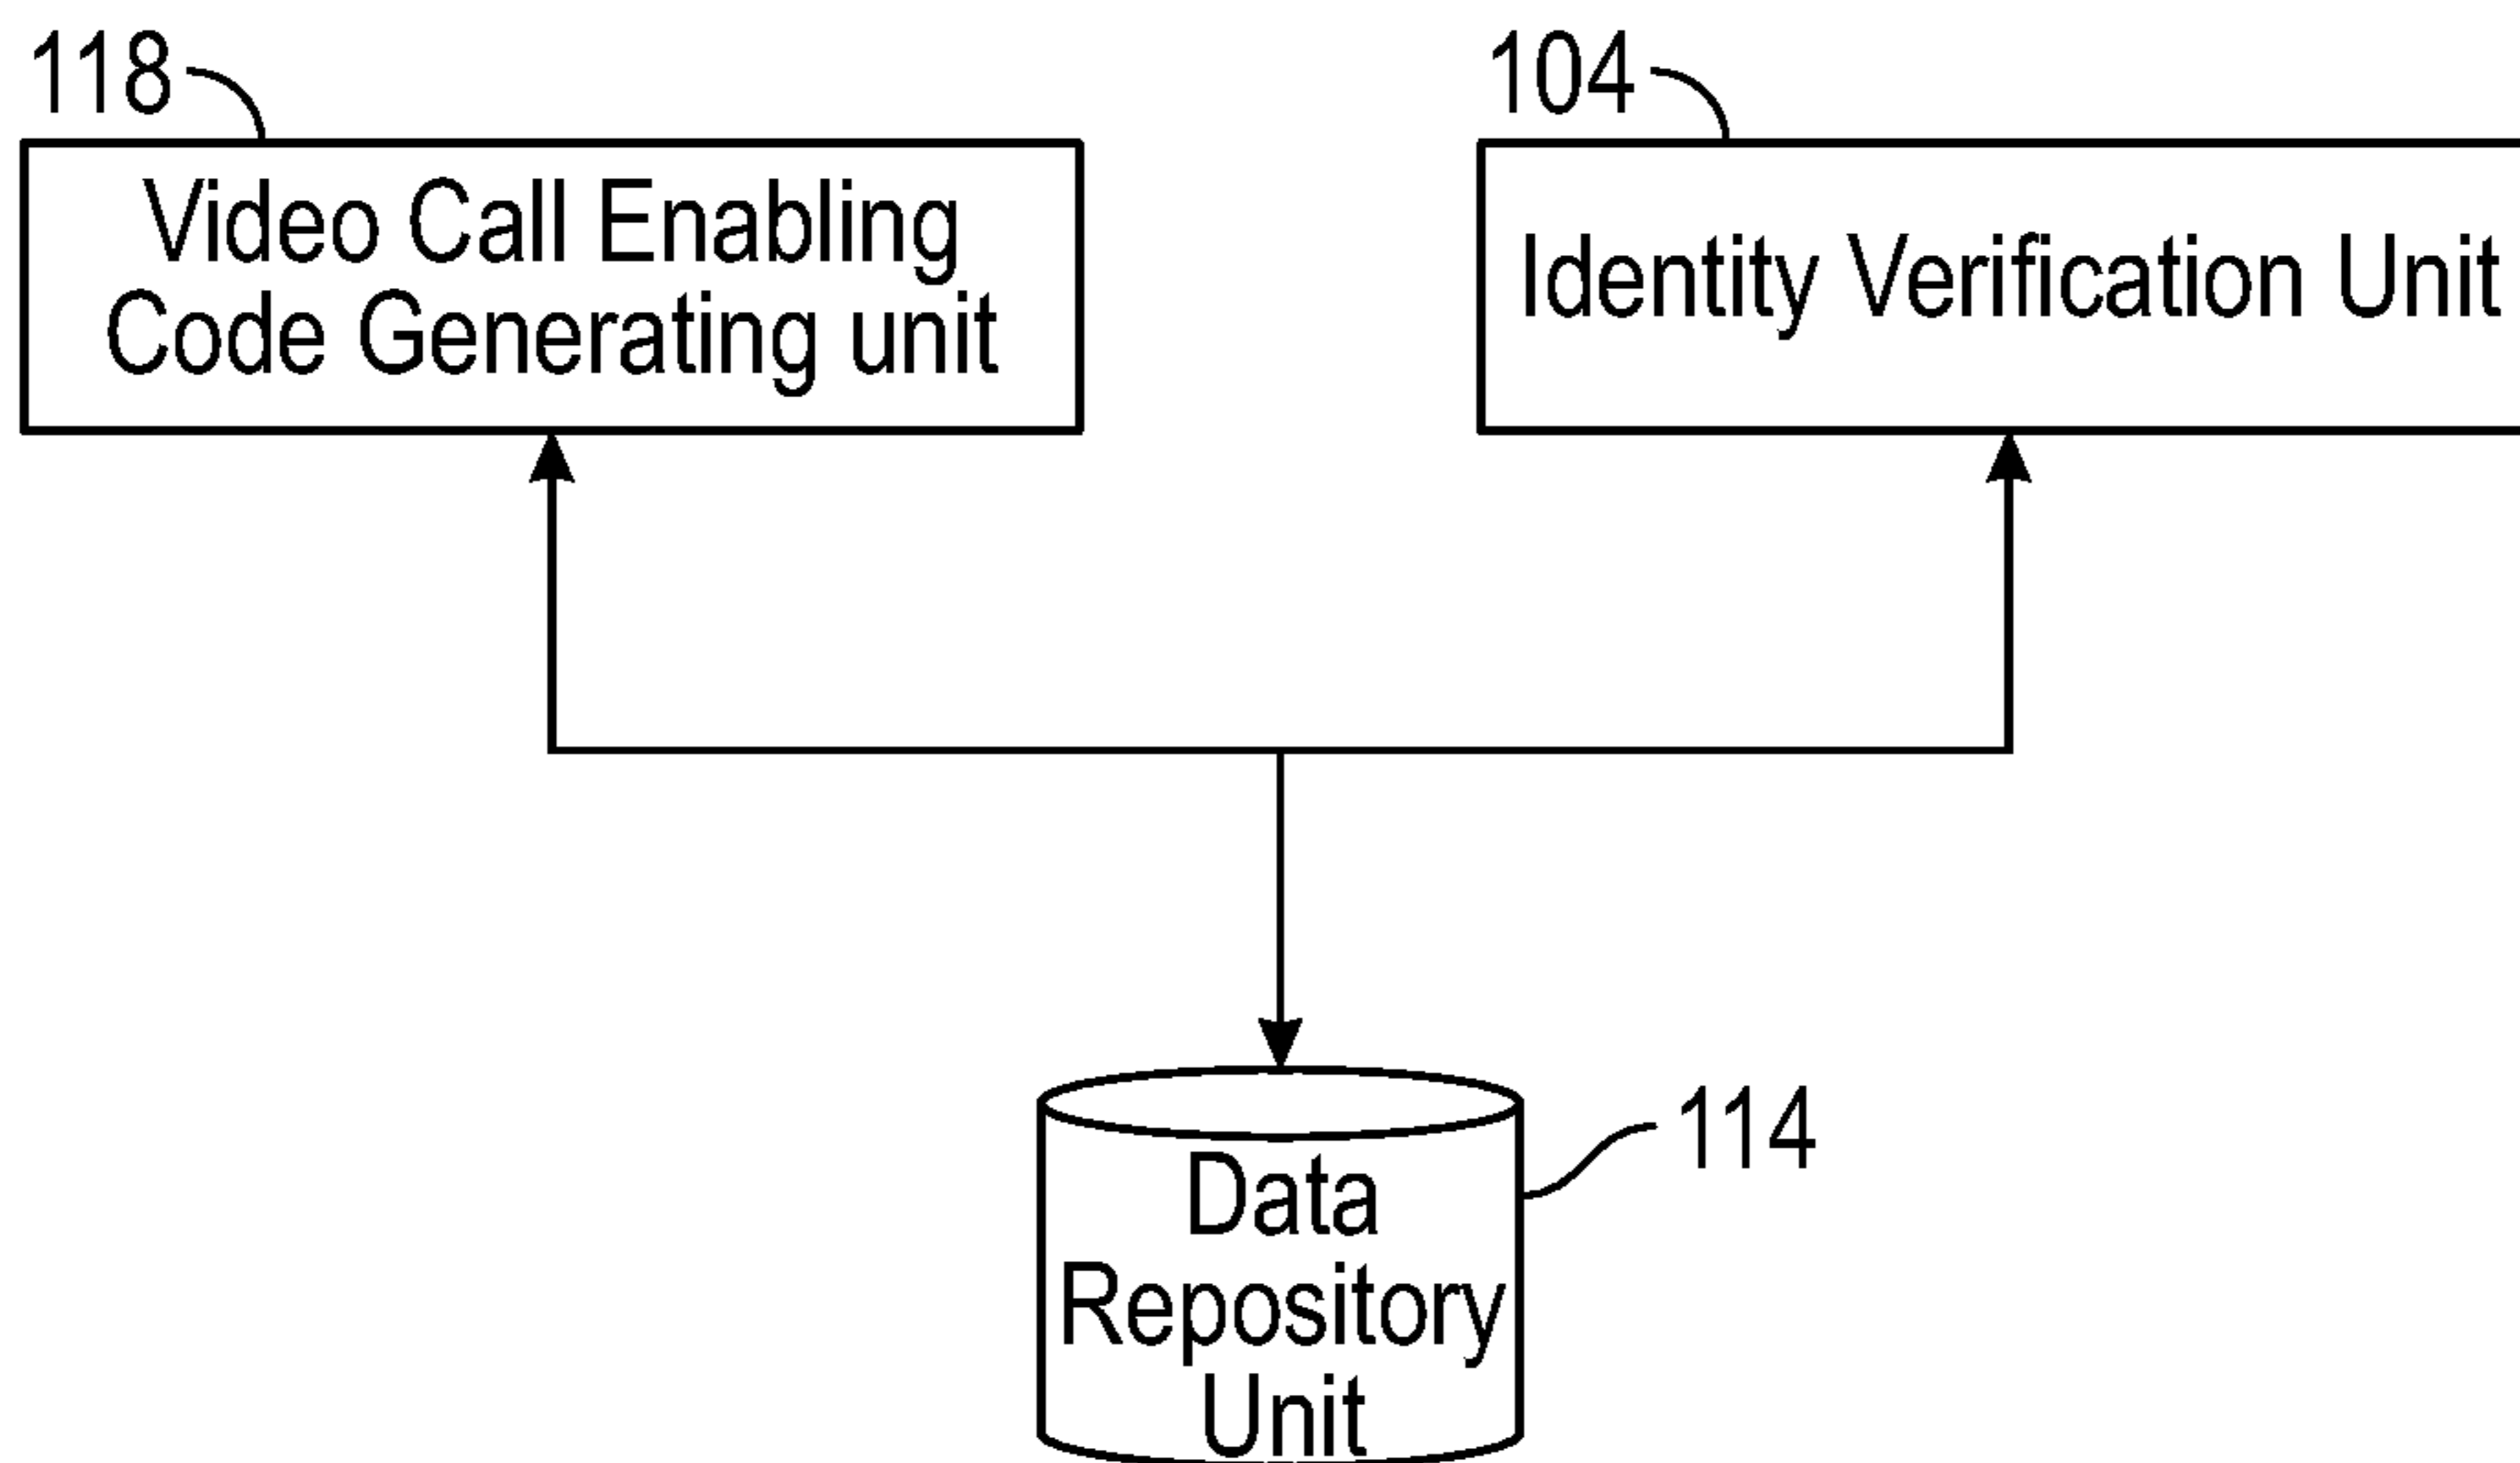 118
Video Call Enabling
Code Generating unit
104
Identity Verification Unit
114
Data
Repository
Unit